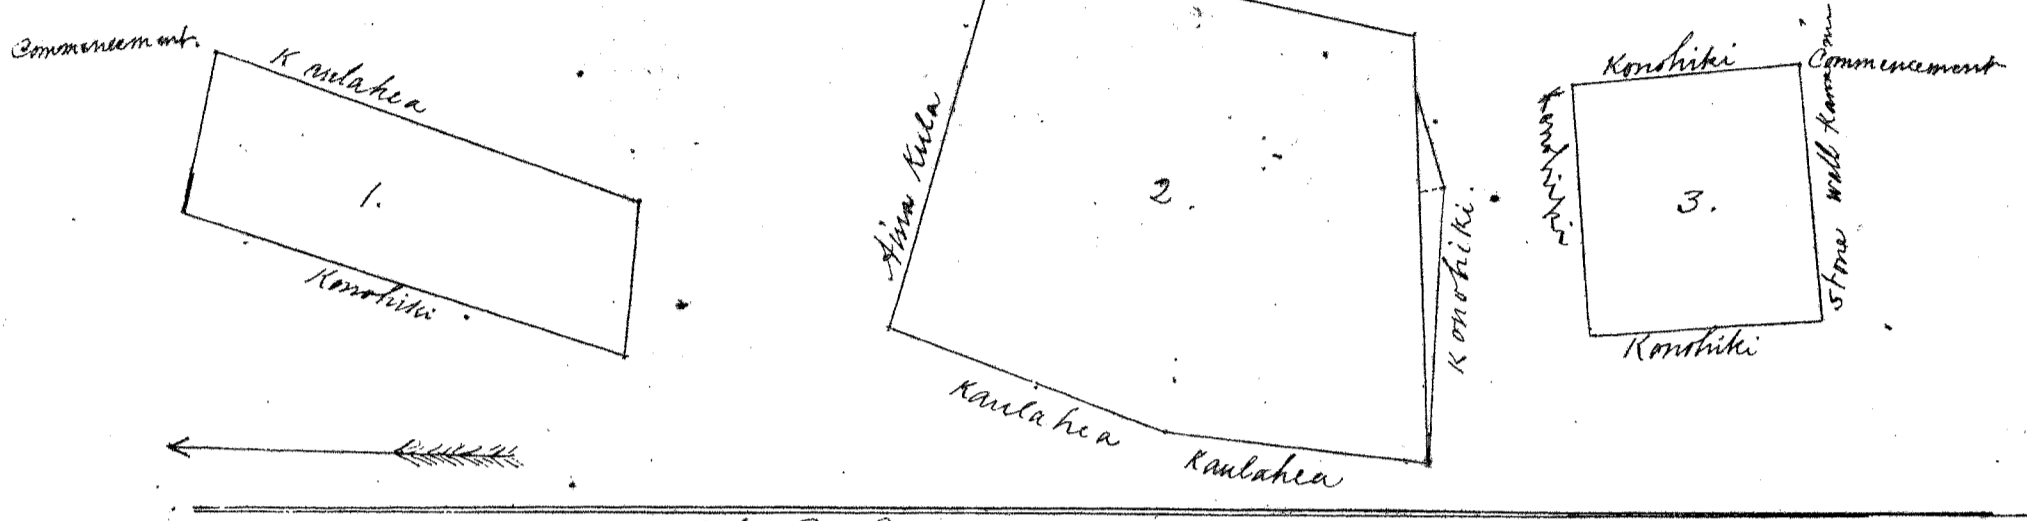 Commencement.
Kaulahea
1.
Konohiki
Aina Kula
2.
Konohiki.
Kaulahea
Kaulahea
Konohiki
Commencement
Konohiki
3.
Stone wall
Konohiki